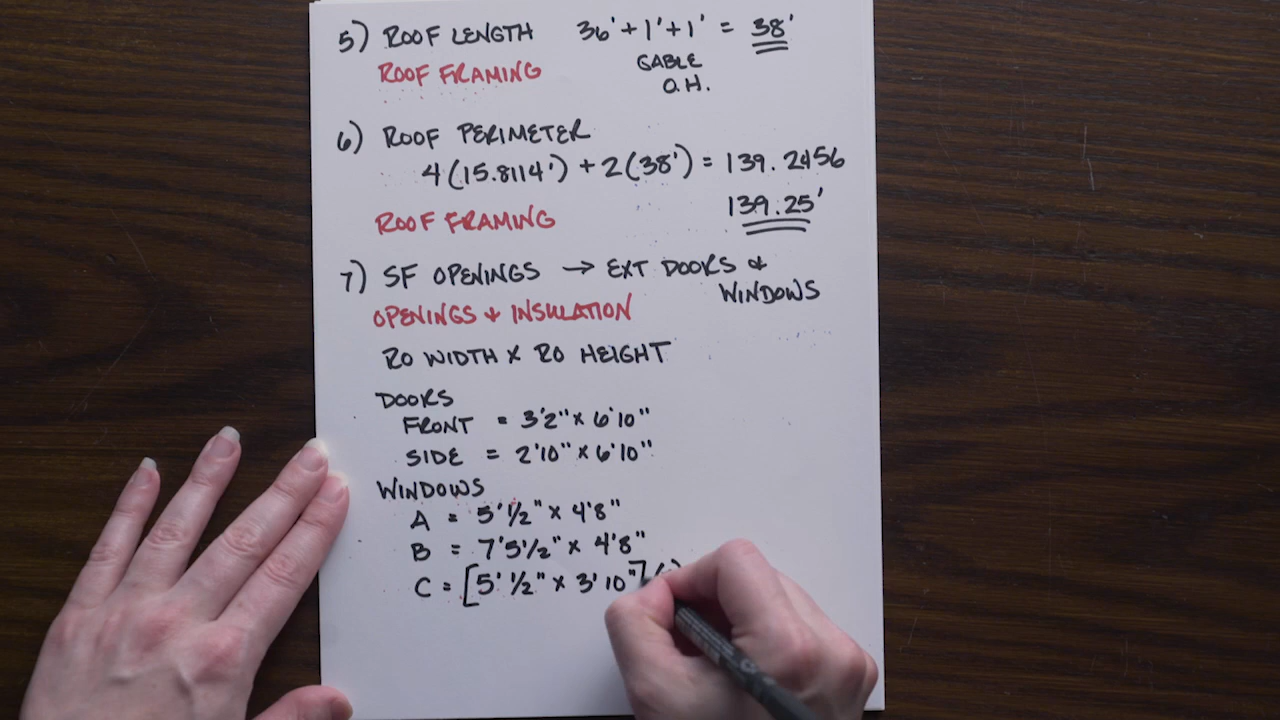 5) ROOF LENGTH 36'+1'+1' = 38'
ROOF FRAMING GABLE
O.H.
6) ROOF PERIMETER
4(15.8114') + 2(38') = 139.2456
139.25'
ROOF FRAMING
7) SF OPENINGS → EXT DOORS &
WINDOWS
OPENINGS & INSULATION
RO WIDTH X RO HEIGHT
DOORS
FRONT = 3'2" x 6'10"
SIDE = 2'10" x 6'10"
WINDOWS
A = 5'½" x 4'8"
B = 7'5½" x 4'8"
C = [5'½" x 3'10"] (